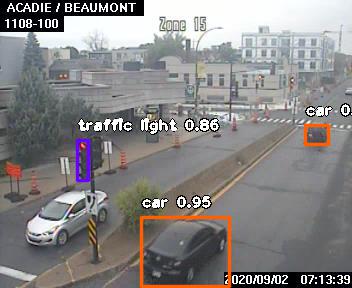 ACADIE / BEAUMONT
1108-100
Zone 15
car 0.
traffic light 0.86
car 0.95
2020/09/02 07:13:39